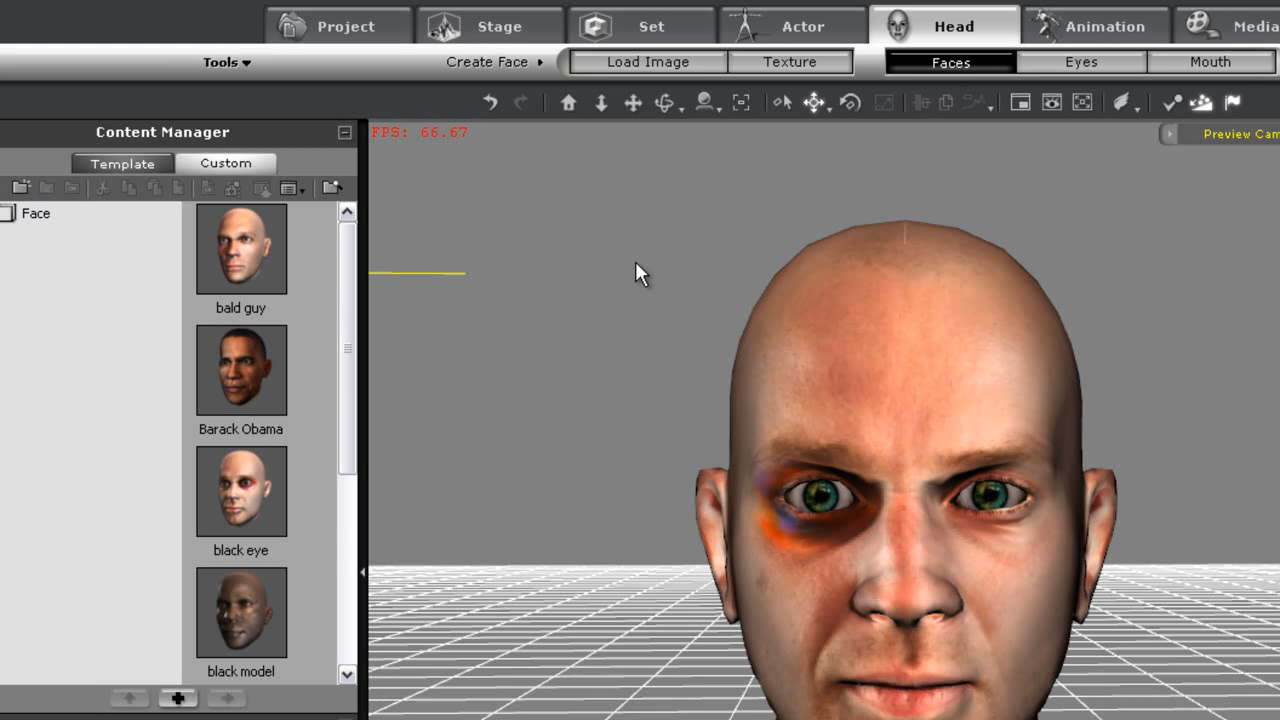 Project
Stage
Set
Actor
Head
Animation
Media
Tools
Create Face
Load Image
Texture
Faces
Eyes
Mouth
Content Manager
FPS: 66.67
Preview Cam
Template
Custom
Face
bald guy
Barack Obama
black eye
black model